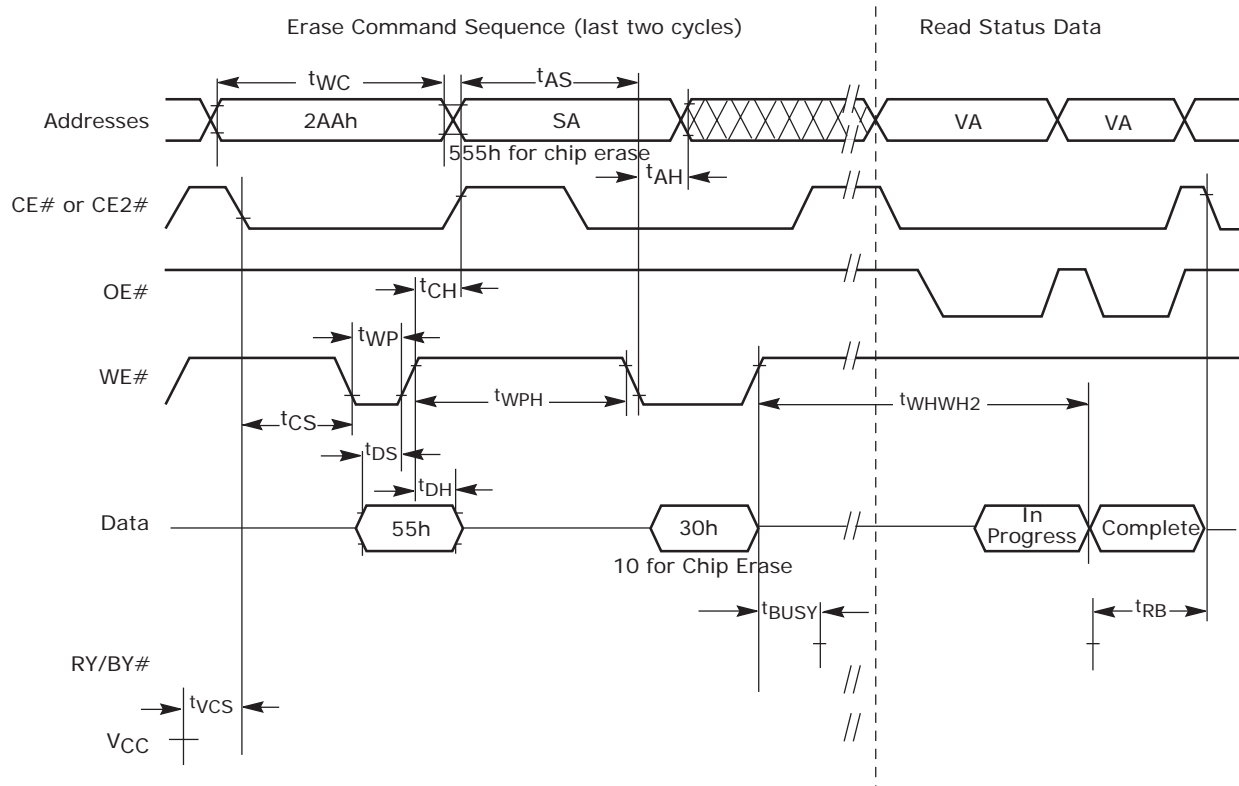 Erase Command Sequence (last two cycles)
Read Status Data
tWC
tAS
Addresses
2AAh
SA
VA
VA
555h for chip erase
tAH
CE# or CE2#
OE#
tCH
tWP
WE#
tWPH
tWHWH2
tCS
tDS
tDH
Data
55h
30h
In
Progress
Complete
10 for Chip Erase
tBUSY
tRB
RY/BY#
tVCS
VCC